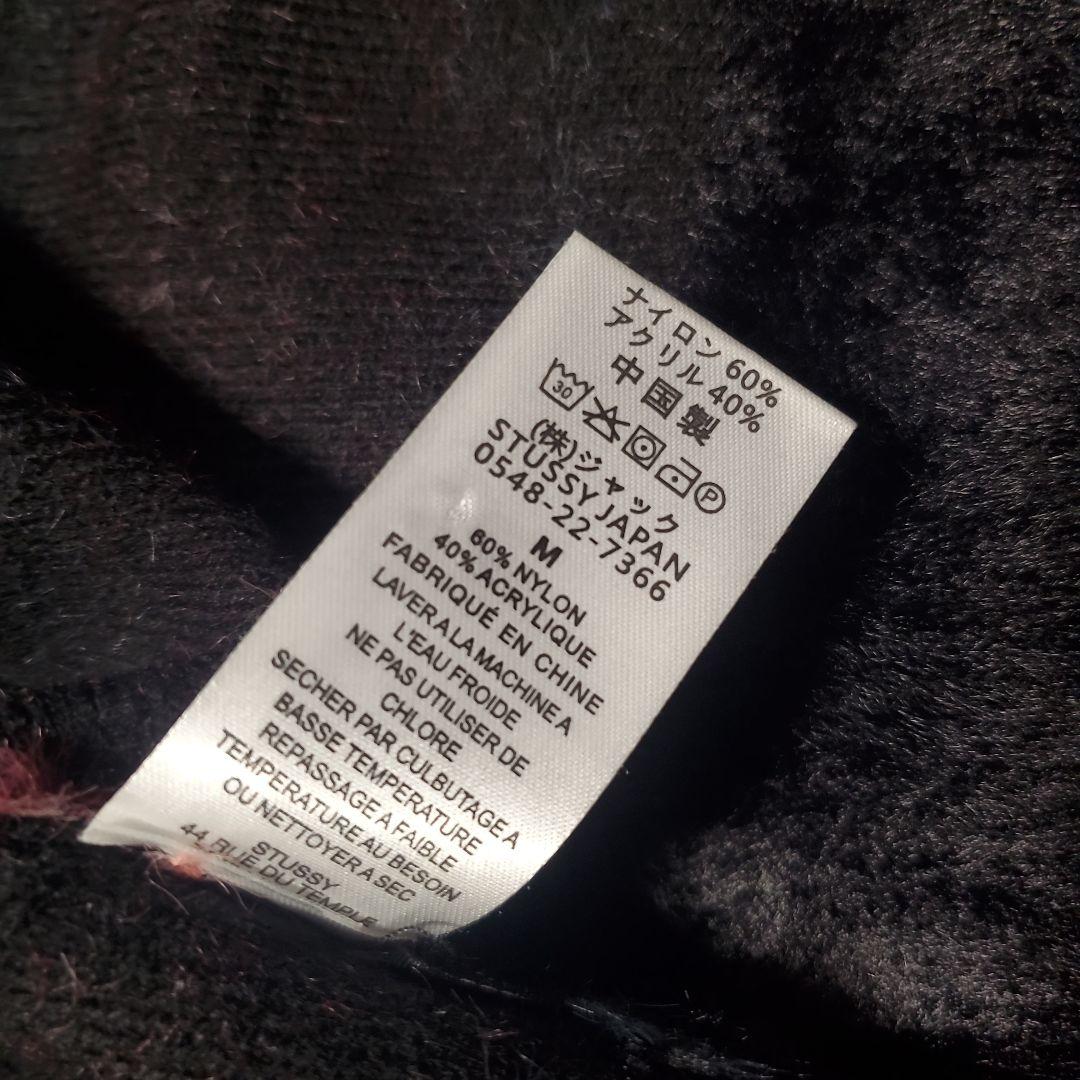 ナイロン 60%
アクリル 40%
中国製
30 P
(株)ジャック
STUSSY JAPAN
0548-22-7366
M
60% NYLON
40% ACRYLIQUE
FABRIQUÉ EN CHINE
LAVER A LA MACHINE A
L'EAU FROIDE
NE PAS UTILISER DE
CHLORE
SECHER PAR CULBUTAGE A
BASSE TEMPERATURE
REPASSAGE A FAIBLE
TEMPERATURE AU BESOIN
OU NETTOYER A SEC
STUSSY
44, RUE DU TEMPLE